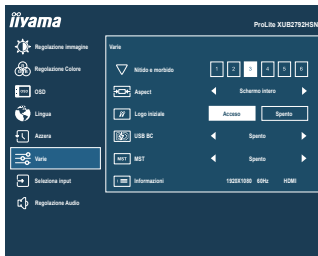 iiyama
ProLite XUB2792HSN
Regolazione immagine
Varie
Regolazione Colore
Nitido e morbido
1 2 3 4 5 6
OSD
OSD
Aspect
Schermo intero
Lingua
Logo iniziale
Acceso
Spento
Azzera
USB BC
Spento
Varie
MST
MST
Spento
Seleziona input
Informazioni
1920X1080 60Hz HDMI
Regolazione Audio